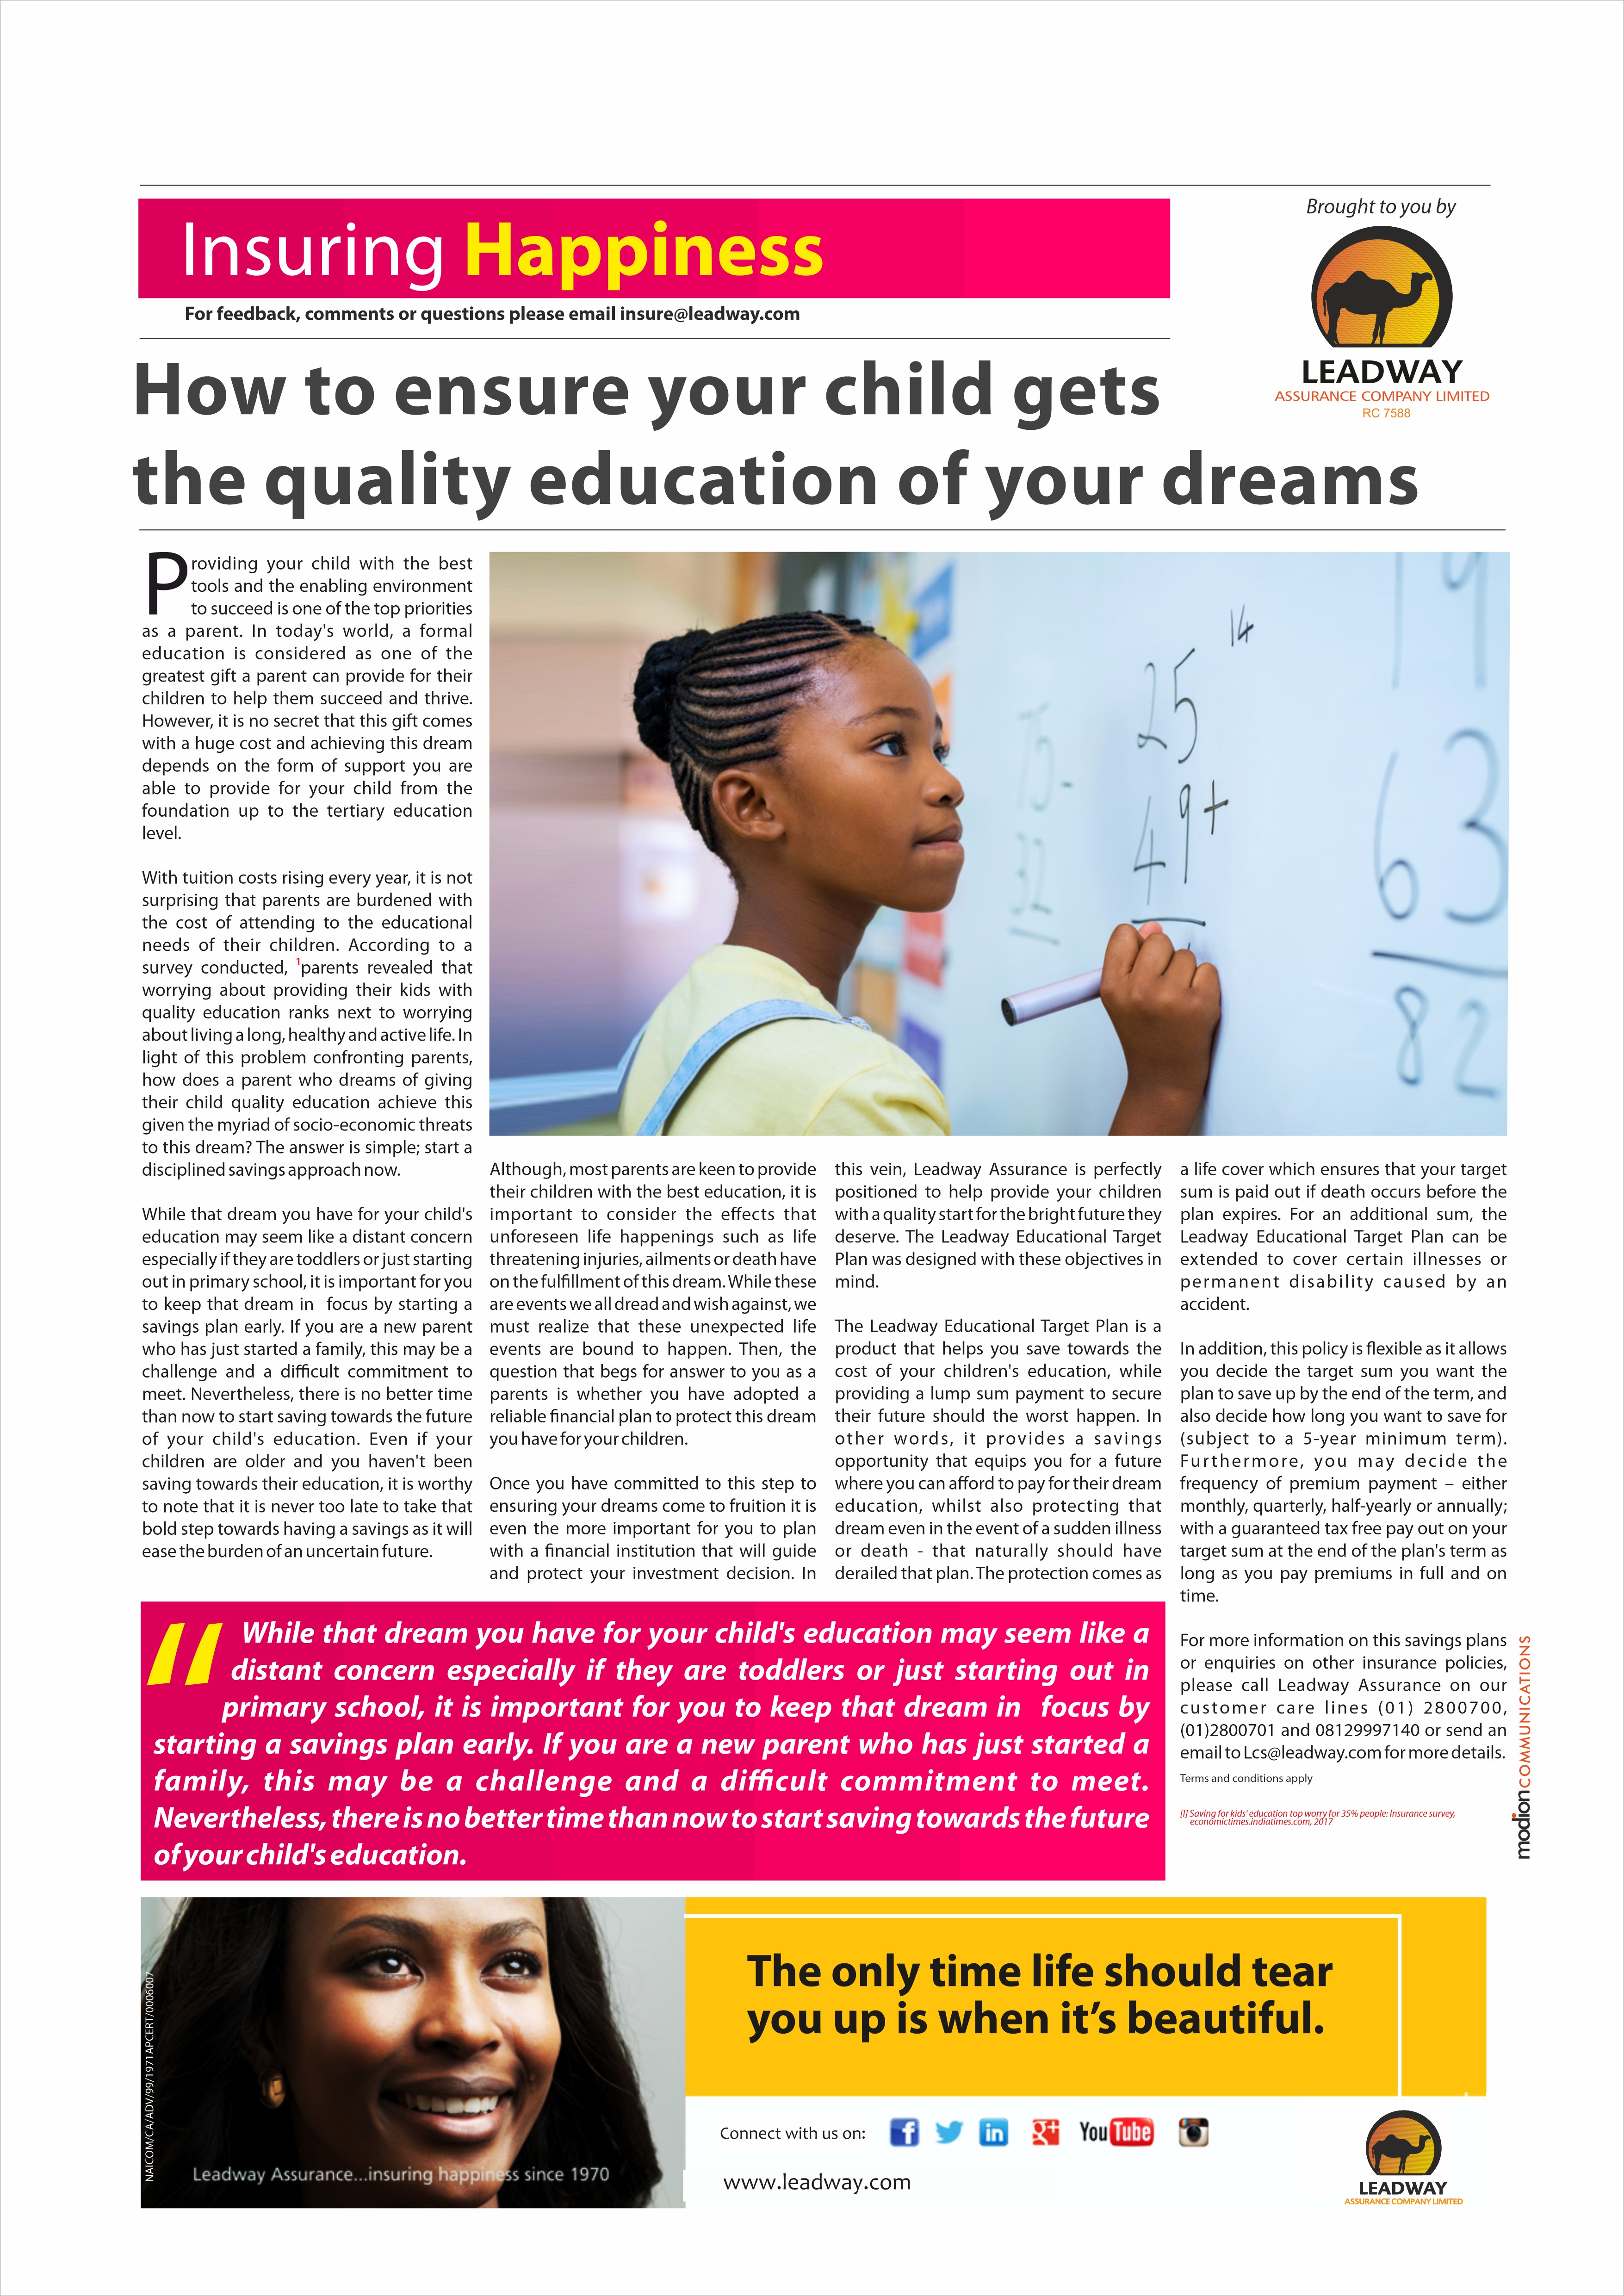 Insuring Happiness
For feedback, comments or questions please email insure@leadway.com
Brought to you by
LEADWAY
ASSURANCE COMPANY LIMITED
RC 7588
How to ensure your child gets
the quality education of your dreams
Providing your child with the best
tools and the enabling environment
to succeed is one of the top priorities
as a parent. In today's world, a formal
education is considered as one of the
greatest gift a parent can provide for their
children to help them succeed and thrive.
However, it is no secret that this gift comes
with a huge cost and achieving this dream
depends on the form of support you are
able to provide for your child from the
foundation up to the tertiary education
level.
With tuition costs rising every year, it is not
surprising that parents are burdened with
the cost of attending to the educational
needs of their children. According to a
survey conducted, ¹parents revealed that
worrying about providing their kids with
quality education ranks next to worrying
about living a long, healthy and active life. In
light of this problem confronting parents,
how does a parent who dreams of giving
their child quality education achieve this
given the myriad of socio-economic threats
to this dream? The answer is simple; start a
disciplined savings approach now.
While that dream you have for your child's
education may seem like a distant concern
especially if they are toddlers or just starting
out in primary school, it is important for you
to keep that dream in focus by starting a
savings plan early. If you are a new parent
who has just started a family, this may be a
challenge and a difficult commitment to
meet. Nevertheless, there is no better time
than now to start saving towards the future
of your child's education. Even if your
children are older and you haven't been
saving towards their education, it is worthy
to note that it is never too late to take that
bold step towards having a savings as it will
ease the burden of an uncertain future.
14
25
49+
75-
32
19
63
82
Although, most parents are keen to provide
their children with the best education, it is
important to consider the effects that
unforeseen life happenings such as life
threatening injuries, ailments or death have
on the fulfillment of this dream. While these
are events we all dread and wish against, we
must realize that these unexpected life
events are bound to happen. Then, the
question that begs for answer to you as a
parents is whether you have adopted a
reliable financial plan to protect this dream
you have for your children.
Once you have committed to this step to
ensuring your dreams come to fruition it is
even the more important for you to plan
with a financial institution that will guide
and protect your investment decision. In
this vein, Leadway Assurance is perfectly
positioned to help provide your children
with a quality start for the bright future they
deserve. The Leadway Educational Target
Plan was designed with these objectives in
mind.
The Leadway Educational Target Plan is a
product that helps you save towards the
cost of your children's education, while
providing a lump sum payment to secure
their future should the worst happen. In
other words, it provides a savings
opportunity that equips you for a future
where you can afford to pay for their dream
education, whilst also protecting that
dream even in the event of a sudden illness
or death - that naturally should have
derailed that plan. The protection comes as
a life cover which ensures that your target
sum is paid out if death occurs before the
plan expires. For an additional sum, the
Leadway Educational Target Plan can be
extended to cover certain illnesses or
permanent disability caused by an
accident.
In addition, this policy is flexible as it allows
you decide the target sum you want the
plan to save up by the end of the term, and
also decide how long you want to save for
(subject to a 5-year minimum term).
Furthermore, you may decide the
frequency of premium payment – either
monthly, quarterly, half-yearly or annually;
with a guaranteed tax free pay out on your
target sum at the end of the plan's term as
long as you pay premiums in full and on
time.
For more information on this savings plans
or enquiries on other insurance policies,
please call Leadway Assurance on our
customer care lines (01) 2800700,
(01)2800701 and 08129997140 or send an
email to Lcs@leadway.com for more details.
Terms and conditions apply
[I] Saving for kids' education top worry for 35% people: Insurance survey,
economictimes.indiatimes.com, 2017
modion COMMUNICATIONS
“ While that dream you have for your child's education may seem like a
distant concern especially if they are toddlers or just starting out in
primary school, it is important for you to keep that dream in focus by
starting a savings plan early. If you are a new parent who has just started a
family, this may be a challenge and a difficult commitment to meet.
Nevertheless, there is no better time than now to start saving towards the future
of your child's education.
NAICOM/CA/ADV/99/1971APCERT/0006007
Leadway Assurance...insuring happiness since 1970
The only time life should tear
you up is when it’s beautiful.
Connect with us on:
f
in
g+
YouTube
www.leadway.com
LEADWAY
ASSURANCE COMPANY LIMITED